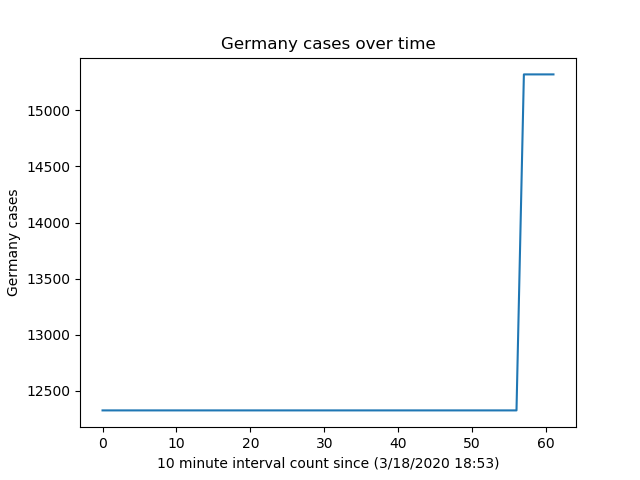 Germany cases over time
15000
14500
14000
13500
13000
12500
Germany cases
0 10 20 30 40 50 60
10 minute interval count since (3/18/2020 18:53)